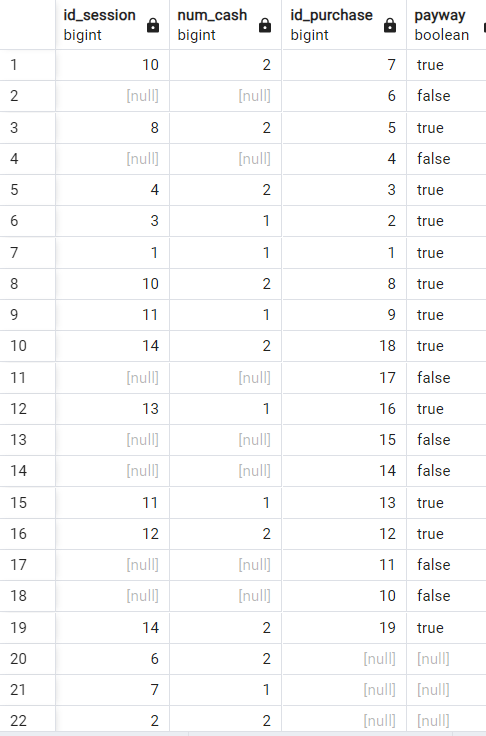 id_session num_cash id_purchase payway
bigint bigint bigint boolean
1 10 2 7 true
2 [null] [null] 6 false
3 8 2 5 true
4 [null] [null] 4 false
5 4 2 3 true
6 3 1 2 true
7 1 1 1 true
8 10 2 8 true
9 11 1 9 true
10 14 2 18 true
11 [null] [null] 17 false
12 13 1 16 true
13 [null] [null] 15 false
14 [null] [null] 14 false
15 11 1 13 true
16 12 2 12 true
17 [null] [null] 11 false
18 [null] [null] 10 false
19 14 2 19 true
20 6 2 [null] [null]
21 7 1 [null] [null]
22 2 2 [null] [null]